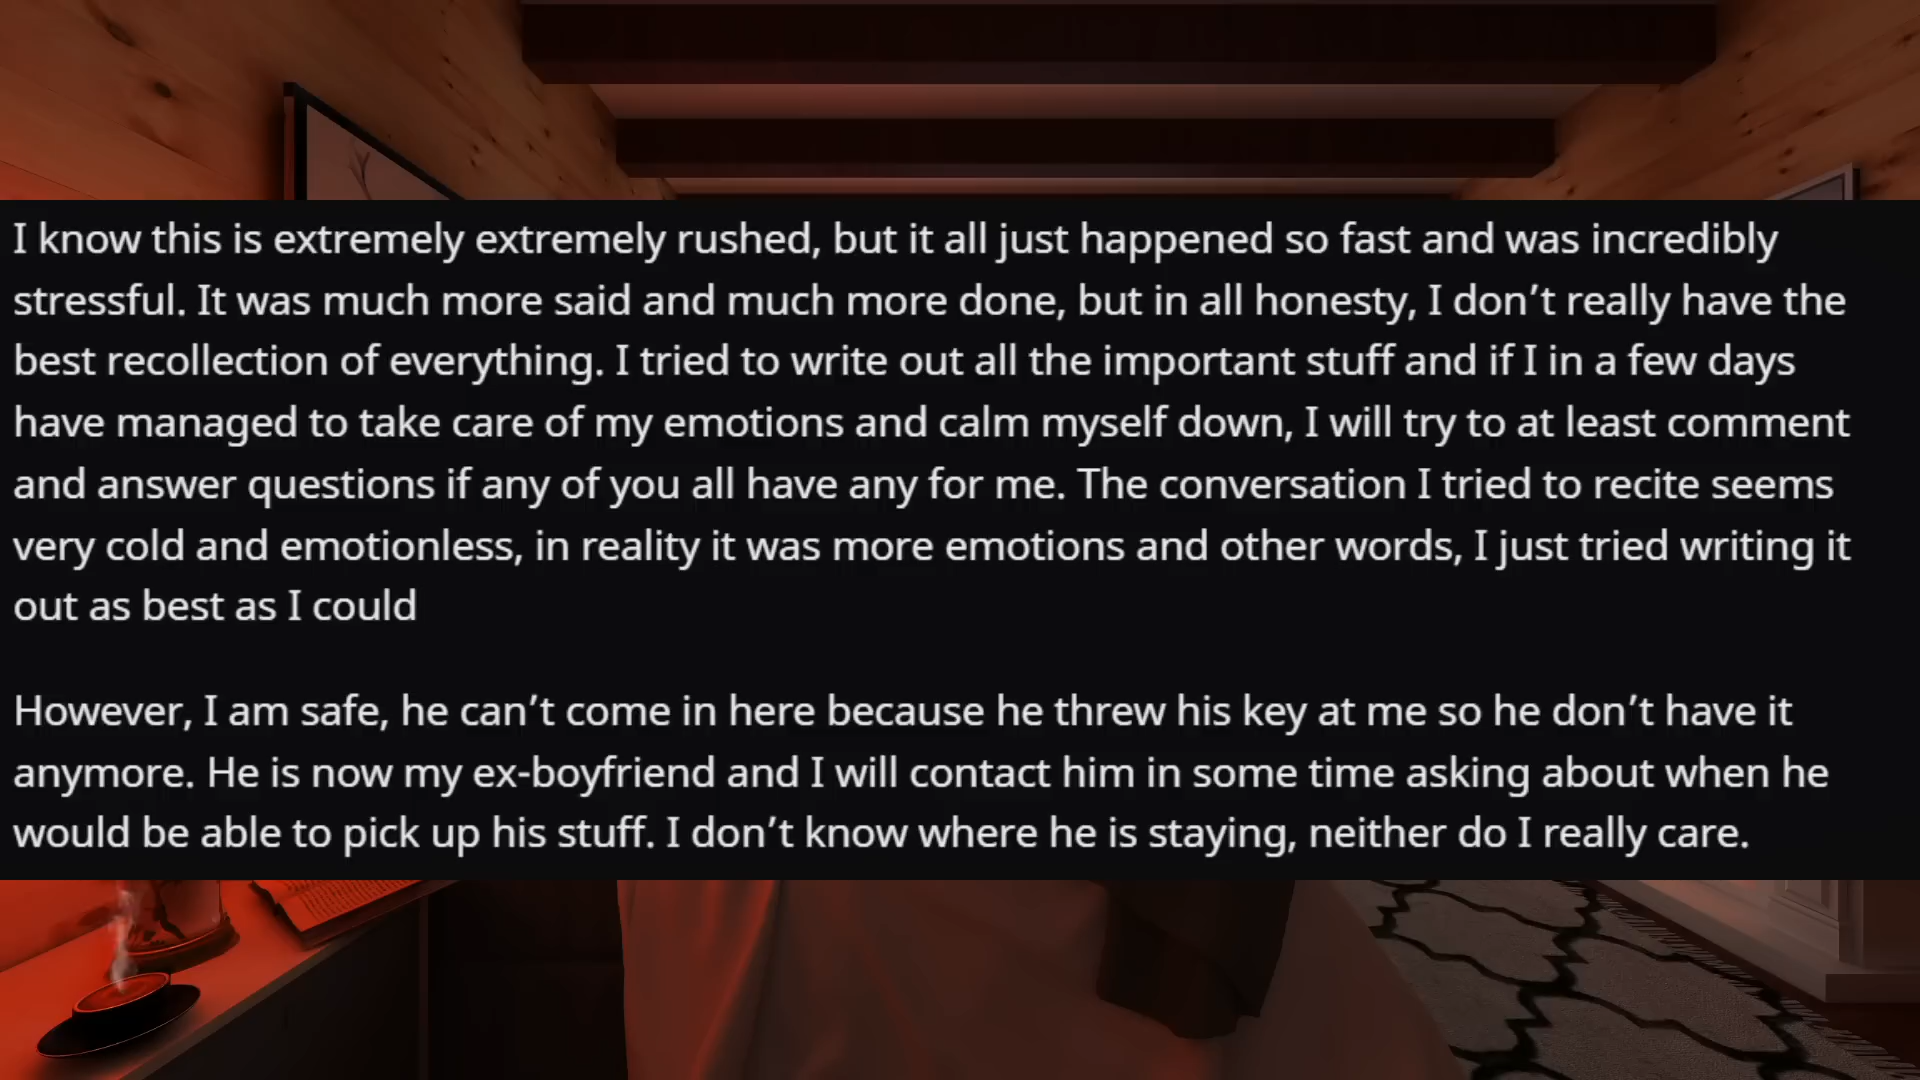 I know this is extremely extremely rushed, but it all just happened so fast and was incredibly
stressful. It was much more said and much more done, but in all honesty, I don’t really have the
best recollection of everything. I tried to write out all the important stuff and if I in a few days
have managed to take care of my emotions and calm myself down, I will try to at least comment
and answer questions if any of you all have any for me. The conversation I tried to recite seems
very cold and emotionless, in reality it was more emotions and other words, I just tried writing it
out as best as I could
However, I am safe, he can’t come in here because he threw his key at me so he don’t have it
anymore. He is now my ex-boyfriend and I will contact him in some time asking about when he
would be able to pick up his stuff. I don’t know where he is staying, neither do I really care.